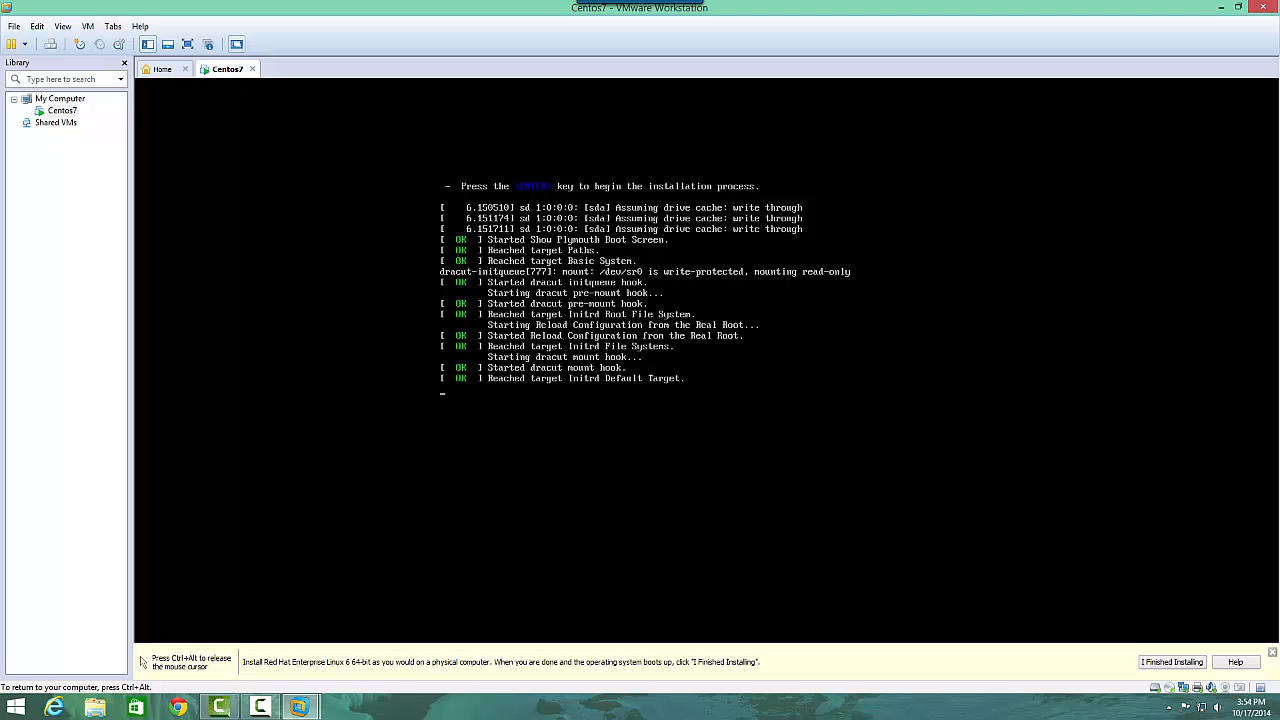 Centos7 - VMware Workstation
File Edit View VM Tabs Help
Library
Type here to search
My Computer
Centos7
Shared VMs
Home
Centos7
- Press the <ENTER> key to begin the installation process.
[ 6.150510] sd 1:0:0:0: [sda] Assuming drive cache: write through
[ 6.151174] sd 1:0:0:0: [sda] Assuming drive cache: write through
[ 6.151711] sd 1:0:0:0: [sda] Assuming drive cache: write through
[ OK ] Started Show Plymouth Boot Screen.
[ OK ] Reached target Paths.
[ OK ] Reached target Basic System.
dracut-initqueue[777]: mount: /dev/sr0 is write-protected, mounting read-only
[ OK ] Started dracut initqueue hook.
Starting dracut pre-mount hook...
[ OK ] Started dracut pre-mount hook.
[ OK ] Reached target Initrd Root File System.
Starting Reload Configuration from the Real Root...
[ OK ] Started Reload Configuration from the Real Root.
[ OK ] Reached target Initrd File Systems.
Starting dracut mount hook...
[ OK ] Started dracut mount hook.
[ OK ] Reached target Initrd Default Target.
Press Ctrl+Alt to release
the mouse cursor
Install Red Hat Enterprise Linux 6 64-bit as you would on a physical computer. When you are done and the operating system boots up, click "I Finished Installing".
I Finished Installing
Help
To return to your computer, press Ctrl+Alt.
3:54 PM
10/17/2014